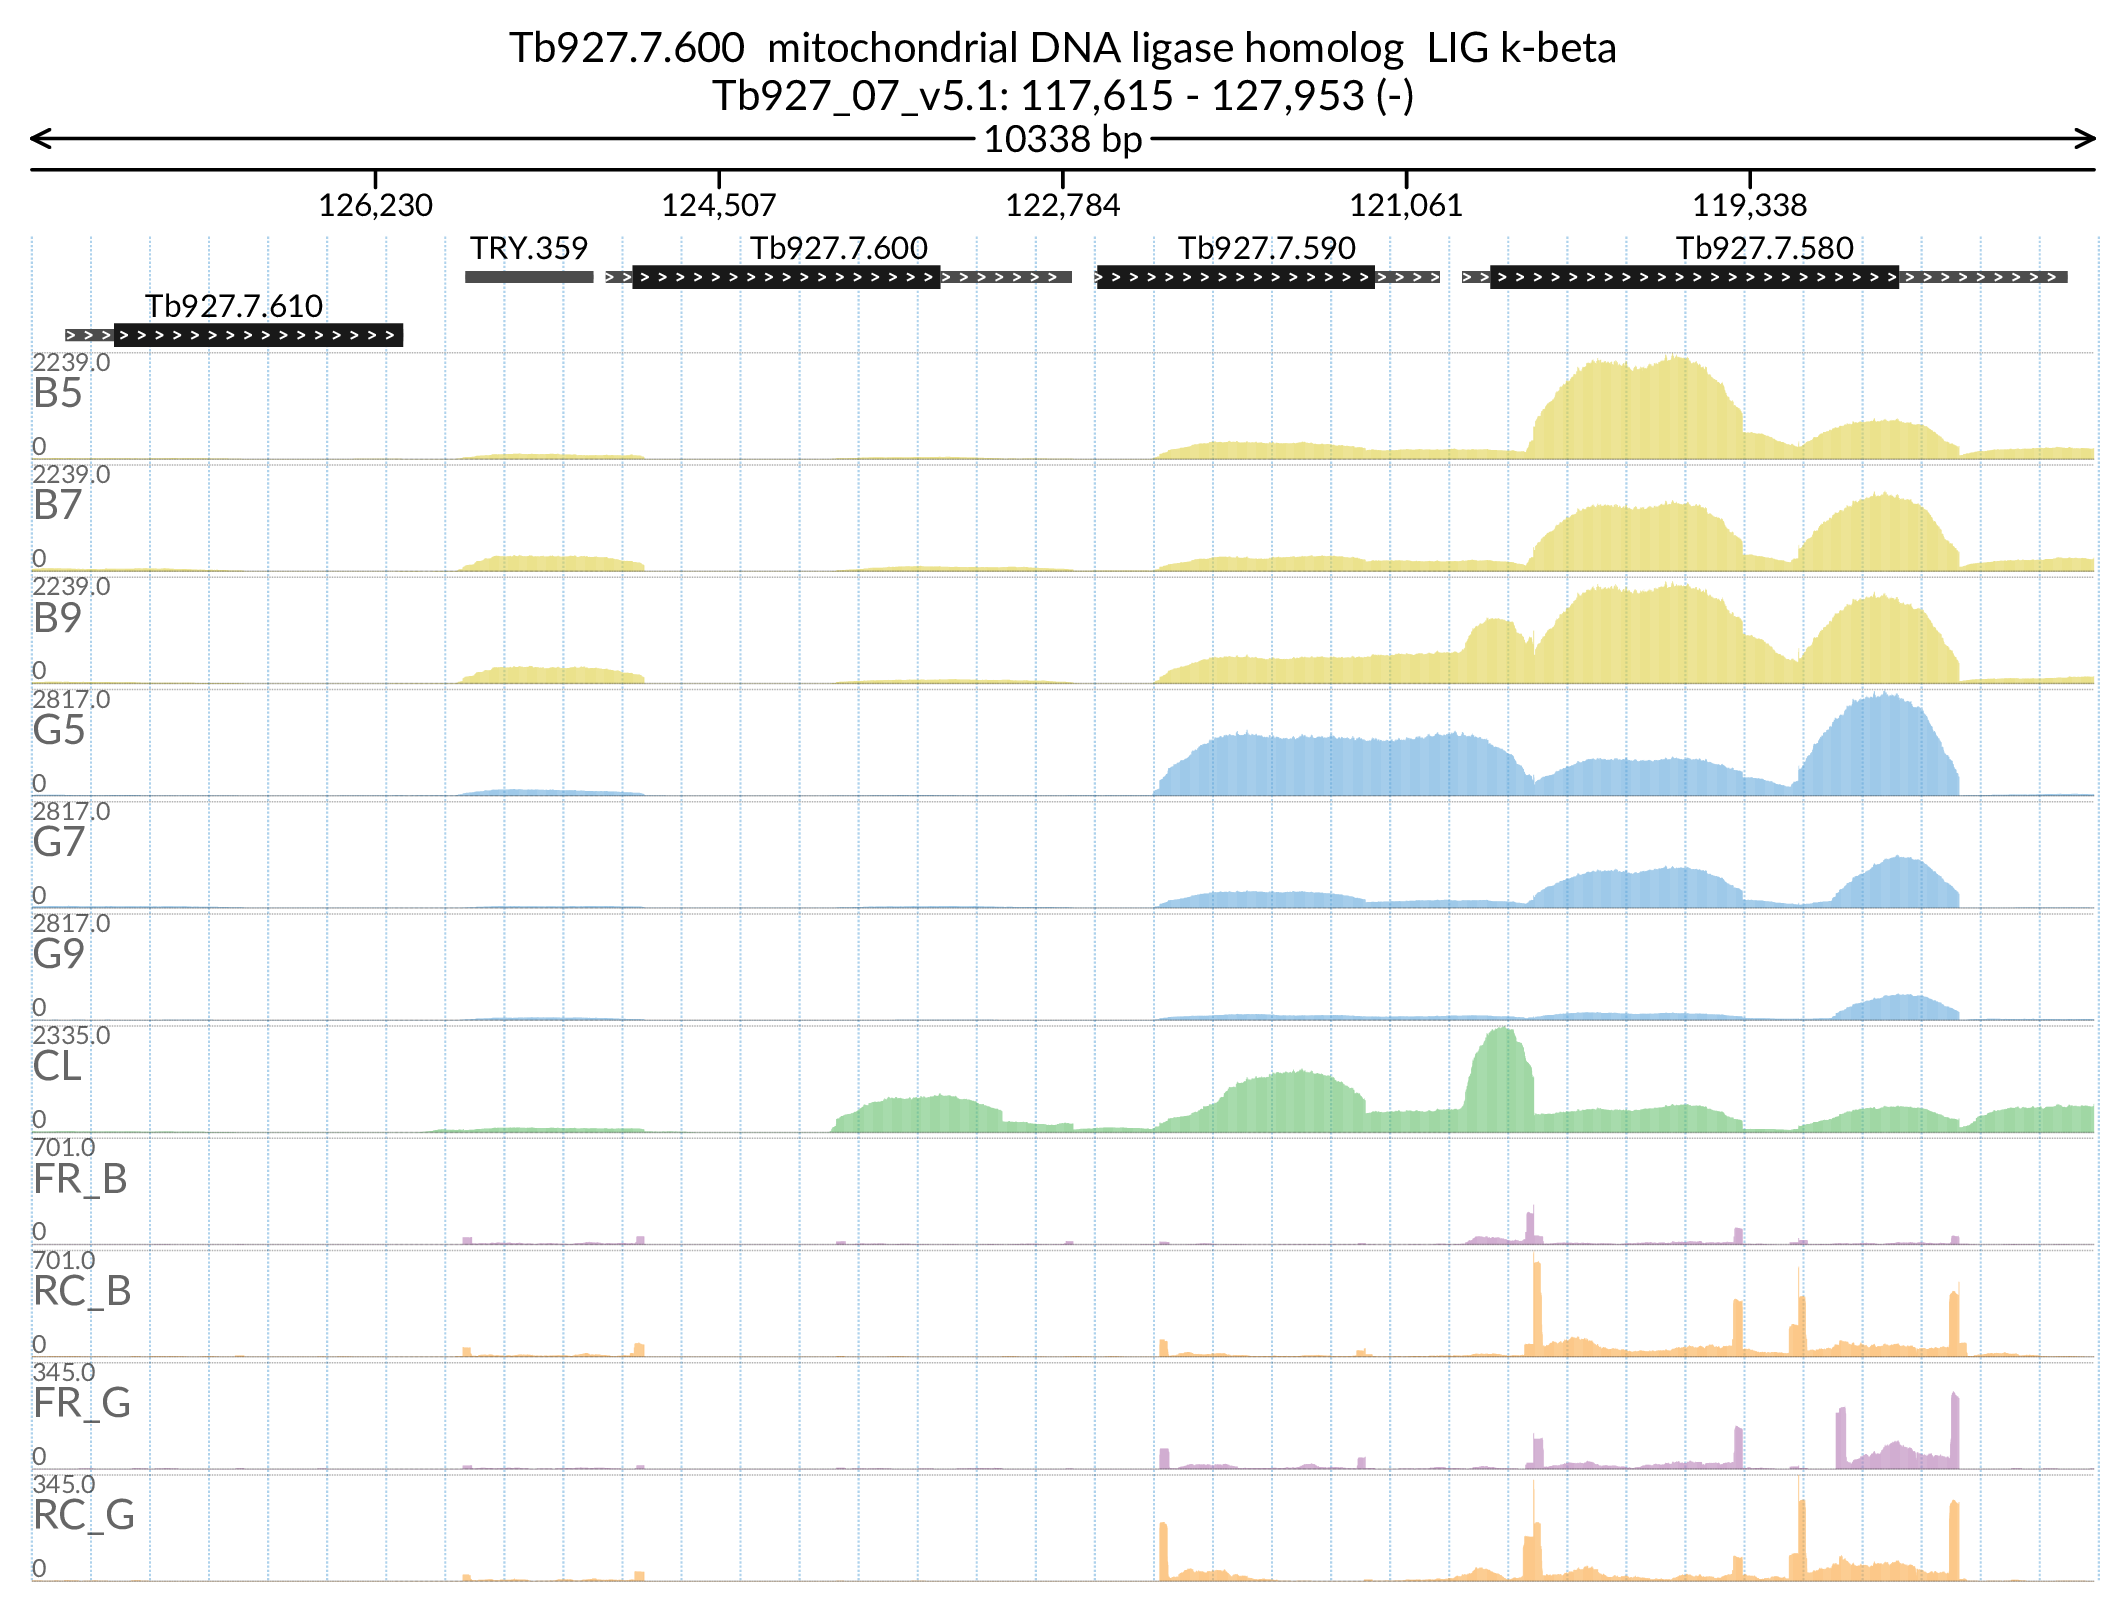 Tb927.7.600  mitochondrial DNA ligase homolog  LIG k-beta
Tb927_07_v5.1: 117,615 - 127,953 (-)
10338 bp
126,230 124,507 122,784 121,061 119,338
TRY.359 Tb927.7.600 Tb927.7.590 Tb927.7.580
Tb927.7.610
2239.0
B5
0
2239.0
B7
0
2239.0
B9
0
2817.0
G5
0
2817.0
G7
0
2817.0
G9
0
2335.0
CL
0
701.0
FR_B
0
701.0
RC_B
0
345.0
FR_G
0
345.0
RC_G
0